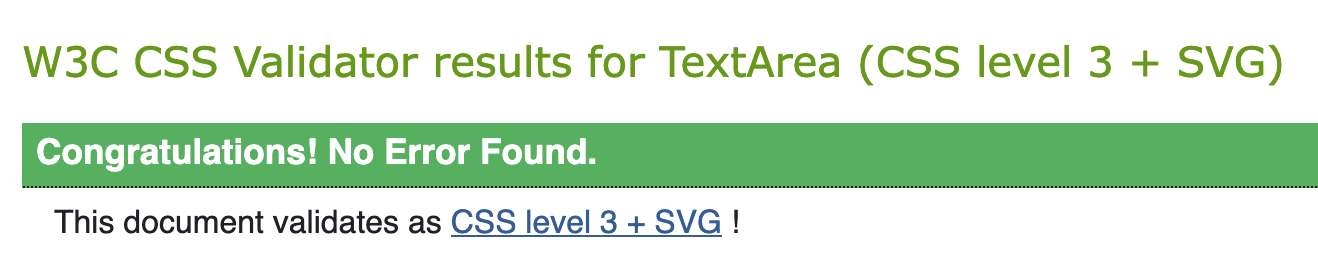 W3C CSS Validator results for TextArea (CSS level 3 + SVG)
Congratulations! No Error Found.
This document validates as CSS level 3 + SVG !